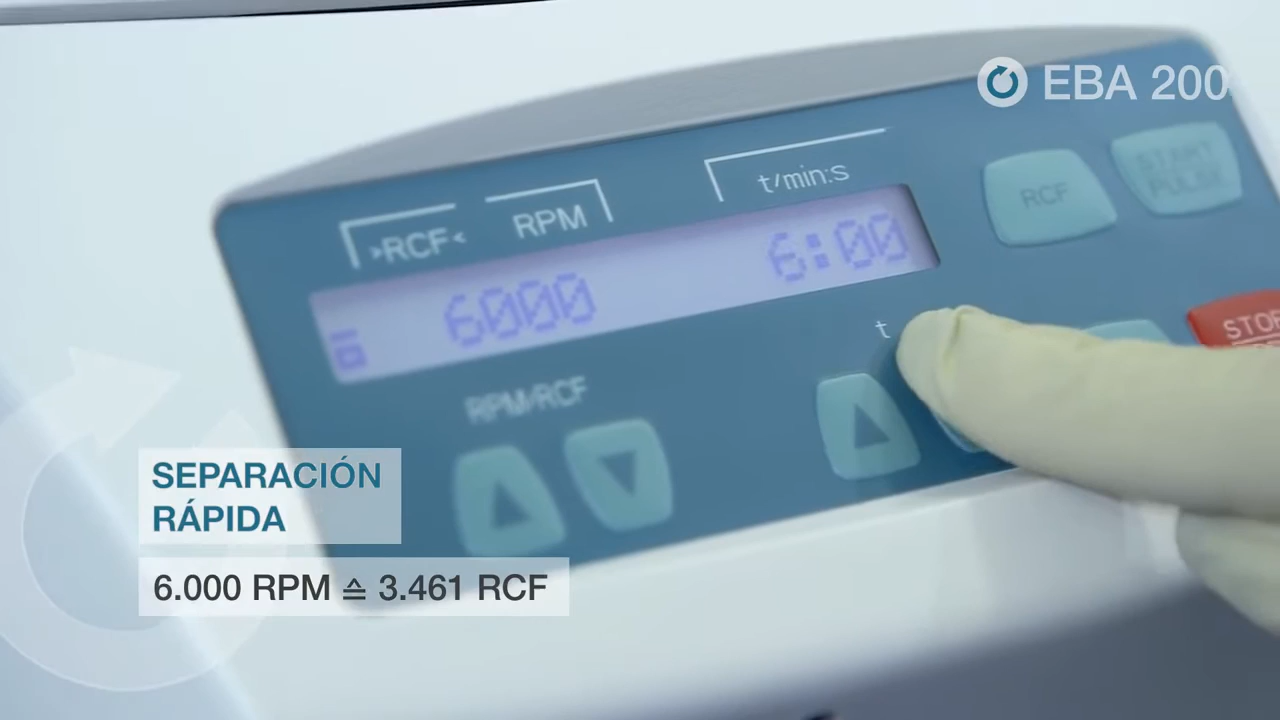 EBA 200
t/min:s
RPM
>RCF<
RCF
START
PULSE
6000 6:00
t
STOP
RPM/RCF
SEPARACIÓN
RÁPIDA
6.000 RPM ≙ 3.461 RCF